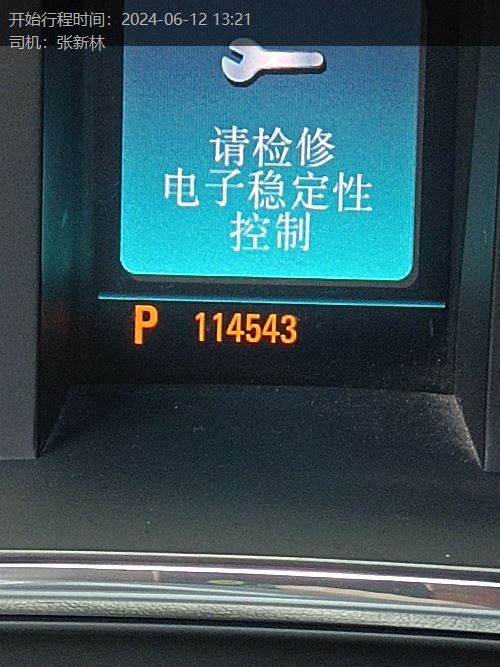 开始行程时间：2024-06-12 13:21
司机：张新林
请检修
电子稳定性
控制
P 114543